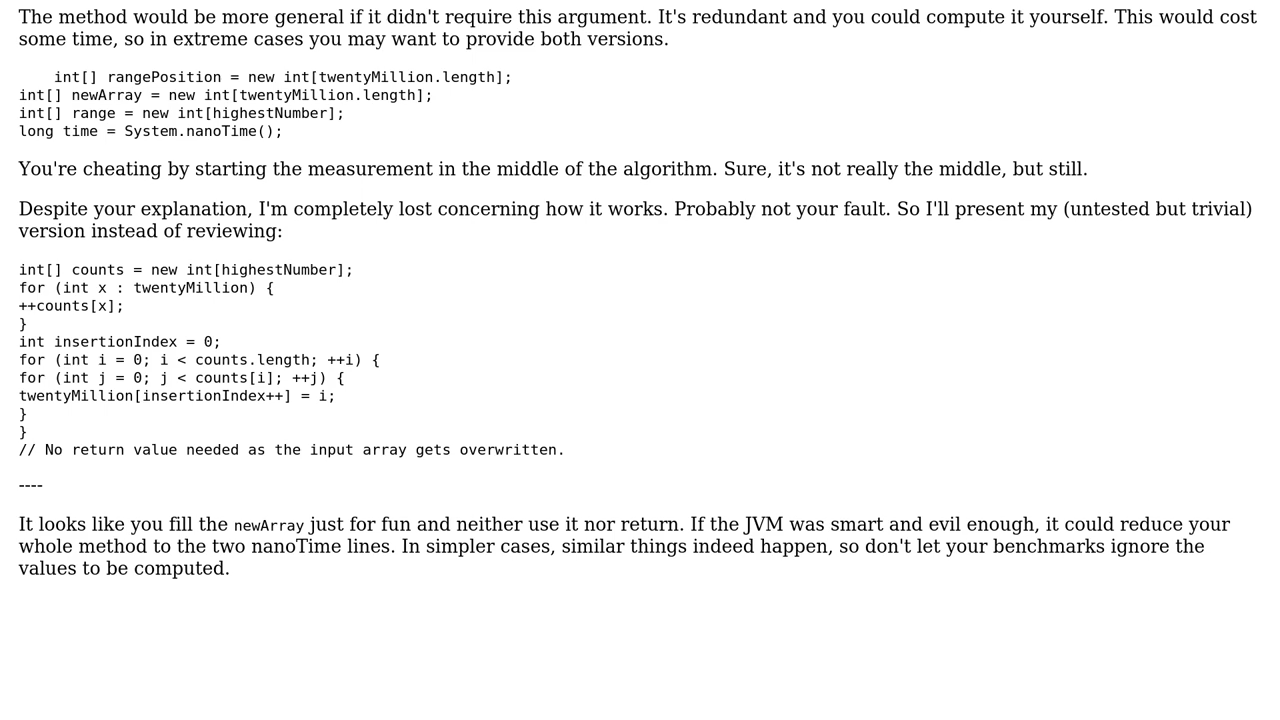 The method would be more general if it didn't require this argument. It's redundant and you could compute it yourself. This would cost
some time, so in extreme cases you may want to provide both versions.
    int[] rangePosition = new int[twentyMillion.length];
int[] newArray = new int[twentyMillion.length];
int[] range = new int[highestNumber];
long time = System.nanoTime();
You're cheating by starting the measurement in the middle of the algorithm. Sure, it's not really the middle, but still.
Despite your explanation, I'm completely lost concerning how it works. Probably not your fault. So I'll present my (untested but trivial)
version instead of reviewing:
int[] counts = new int[highestNumber];
for (int x : twentyMillion) {
++counts[x];
}
int insertionIndex = 0;
for (int i = 0; i < counts.length; ++i) {
for (int j = 0; j < counts[i]; ++j) {
twentyMillion[insertionIndex++] = i;
}
}
// No return value needed as the input array gets overwritten.
----
It looks like you fill the newArray just for fun and neither use it nor return. If the JVM was smart and evil enough, it could reduce your
whole method to the two nanoTime lines. In simpler cases, similar things indeed happen, so don't let your benchmarks ignore the
values to be computed.